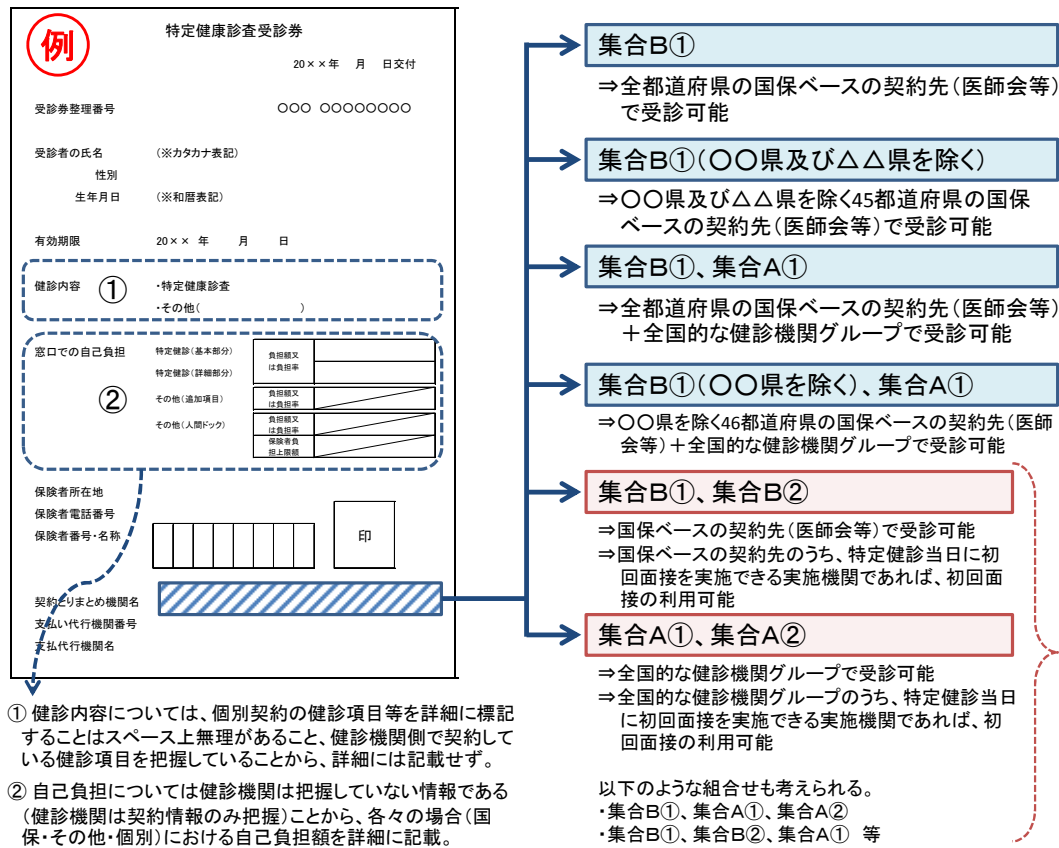 例
特定健康診査受診券
20××年　月　日交付
受診券整理番号　○○○ ○○○○○○○○
受診者の氏名　（※カタカナ表記）
性別
生年月日　（※和暦表記）
有効期限　20×× 年　月　日
健診内容　①　・特定健康診査
・その他（　　　）
窓口での自己負担　②
特定健診（基本部分）
特定健診（詳細部分）
負担額又
は負担率
その他（追加項目）
負担額又
は負担率
その他（人間ドック）
負担額又
は負担率
保険者負
担上限額
保険者所在地
保険者電話番号
保険者番号・名称
印
契約とりまとめ機関名
支払い代行機関番号
支払代行機関名
① 健診内容については、個別契約の健診項目等を詳細に標記
することはスペース上無理があること、健診機関側で契約して
いる健診項目を把握していることから、詳細には記載せず。
② 自己負担については健診機関は把握していない情報である
（健診機関は契約情報のみ把握）ことから、各々の場合（国
保・その他・個別）における自己負担額を詳細に記載。
集合Ｂ①
⇒全都道府県の国保ベースの契約先（医師会等）
で受診可能
集合Ｂ①（〇〇県及び△△県を除く）
⇒〇〇県及び△△県を除く45都道府県の国保
ベースの契約先（医師会等）で受診可能
集合Ｂ①、集合Ａ①
⇒全都道府県の国保ベースの契約先（医師会等）
＋全国的な健診機関グループで受診可能
集合Ｂ①（〇〇県を除く）、集合Ａ①
⇒〇〇県を除く46都道府県の国保ベースの契約先（医師
会等）＋全国的な健診機関グループで受診可能
集合Ｂ①、集合Ｂ②
⇒国保ベースの契約先（医師会等）で受診可能
⇒国保ベースの契約先のうち、特定健診当日に初
回面接を実施できる実施機関であれば、初回面
接の利用可能
集合Ａ①、集合Ａ②
⇒全国的な健診機関グループで受診可能
⇒全国的な健診機関グループのうち、特定健診当日
に初回面接を実施できる実施機関であれば、初
回面接の利用可能
以下のような組合せも考えられる。
・集合Ｂ①、集合Ａ①、集合Ａ②
・集合Ｂ①、集合Ｂ②、集合Ａ①　等